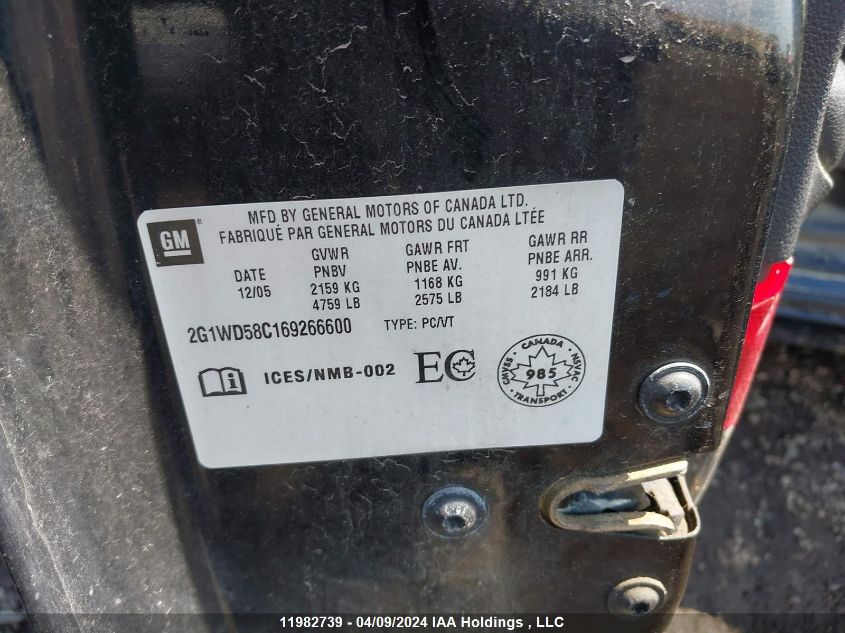 GM
MFD BY GENERAL MOTORS OF CANADA LTD.
FABRIQUÉ PAR GENERAL MOTORS DU CANADA LTÉE
GVWR GAWR FRT GAWR RR
DATE PNBV PNBE AV. PNBE ARR.
12/05 2159 KG 1168 KG 991 KG
4759 LB 2575 LB 2184 LB
2G1WD58C169266600 TYPE: PC/VT
i ICES/NMB-002 EC
CANADA
CMVSS 985 NSVAC
TRANSPORT
11982739 - 04/09/2024 IAA Holdings , LLC